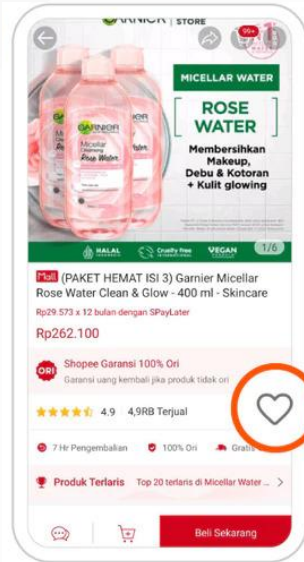 GARNIER | STORE
99+
MICELLAR WATER
ROSE
WATER
Membersihkan
Makeup,
Debu & Kotoran
+ Kulit glowing
GARNIER
Micellar
Cleansing
Rose Water
HALAL
Cruelty Free
VEGAN
1/6
Mall (PAKET HEMAT ISI 3) Garnier Micellar
Rose Water Clean & Glow - 400 ml - Skincare
Rp29.573 x 12 bulan dengan SPayLater
Rp262.100
ORI
Shopee Garansi 100% Ori
Garansi uang kembali jika produk tidak ori
4.9 4,9RB Terjual
7 Hr Pengembalian 100% Ori Gratis
Produk Terlaris Top 20 terlaris di Micellar Water ... >
Beli Sekarang